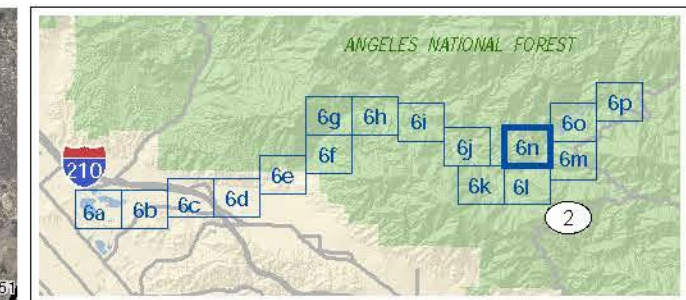 ANGELES NATIONAL FOREST
6p
6g
6h
6i
6o
210
6f
6j
6n
6m
6e
6a
6b
6c
6d
6k
6l
2
51